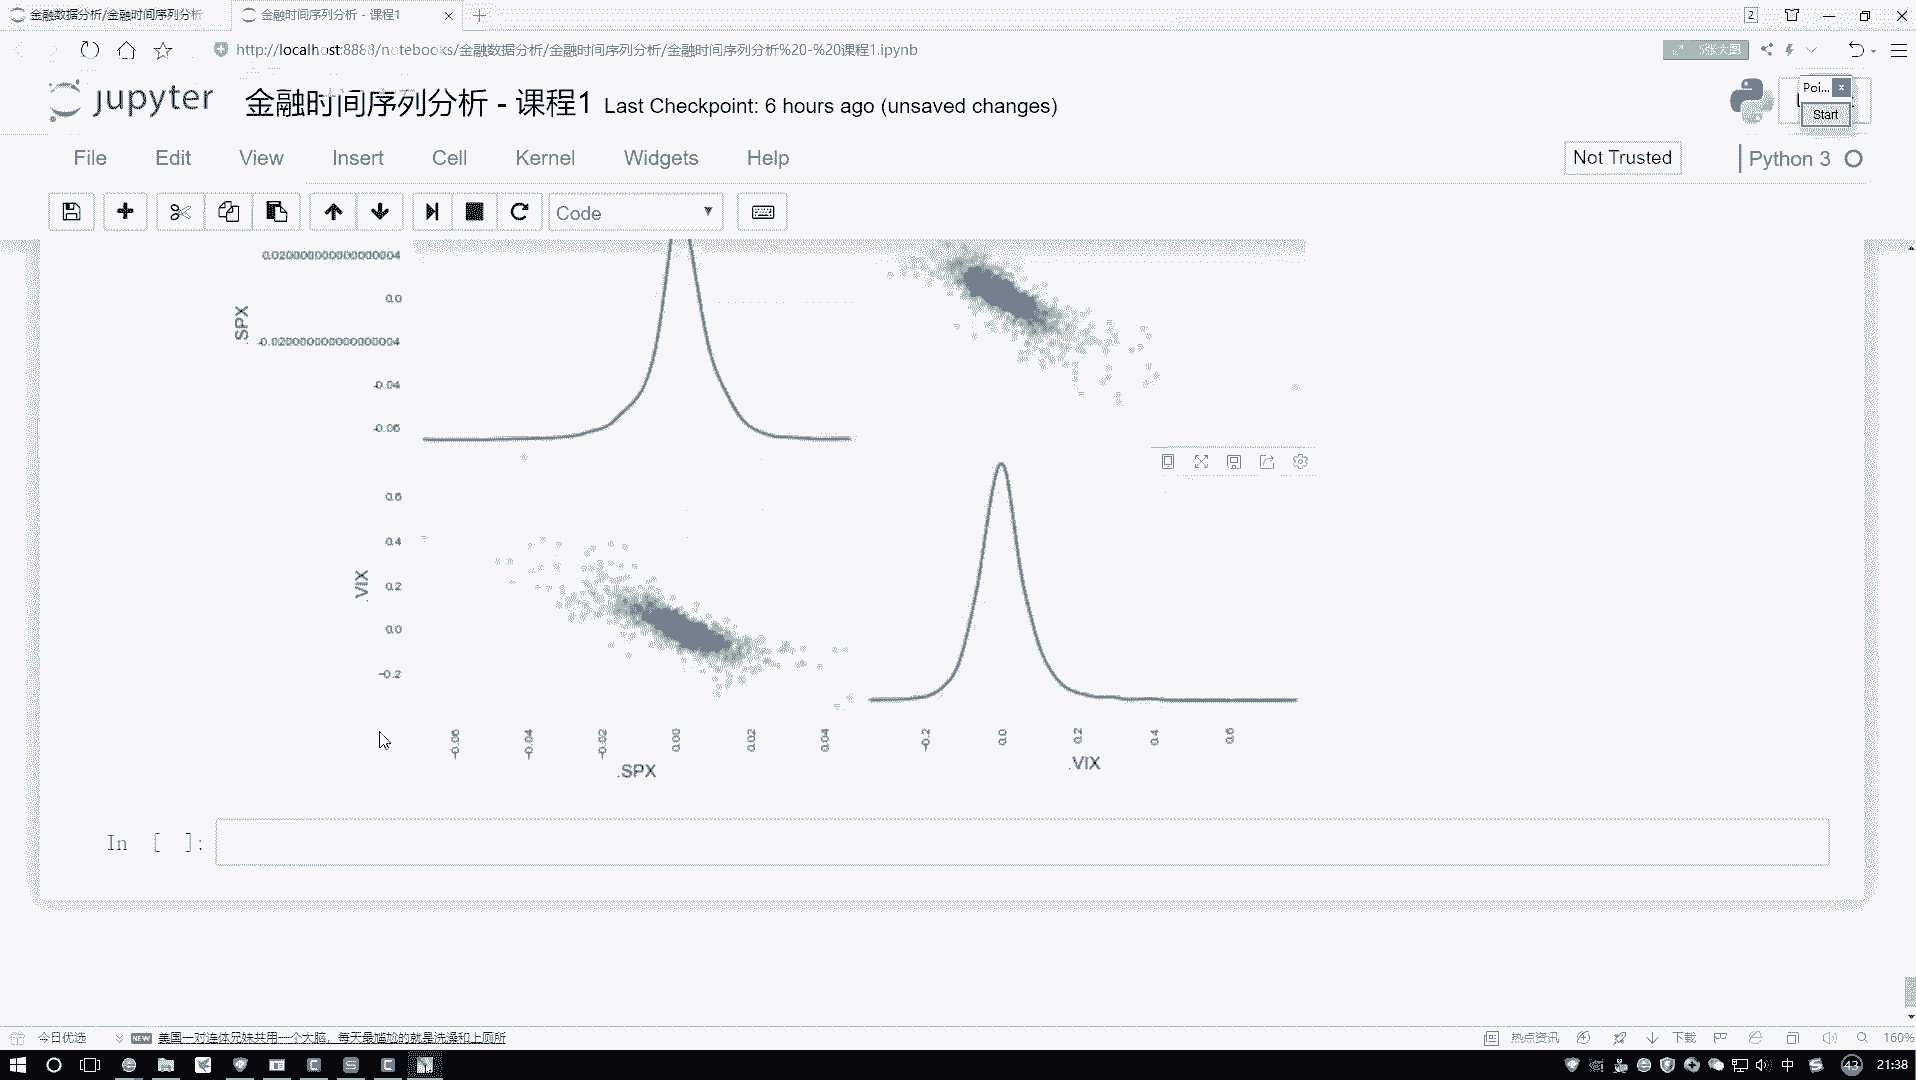 金融数据分析/金融时间序列分析
金融时间序列分析 - 课程1
2
http://localhost:8888/notebooks/金融数据分析/金融时间序列分析/金融时间序列分析%20-%20课程1.ipynb
5张大图
jupyter
金融时间序列分析 - 课程1 Last Checkpoint: 6 hours ago (unsaved changes)
Poi...
Start
File Edit View Insert Cell Kernel Widgets Help
Not Trusted
Python 3
Code
0.020000000000000004
0.0
-0.020000000000000004
-0.04
-0.06
.SPX
0.6
0.4
0.2
0.0
-0.2
.VIX
-0.06 -0.04 -0.02 0.00 0.02 0.04
-0.2 0.0 0.2 0.4 0.6
.SPX
.VIX
In [ ]:
今日优选
NEW
美国一对连体兄妹共用一个大脑，每天最尴尬的就是洗澡和上厕所
热点资讯
下载
160%
中
43
21:38